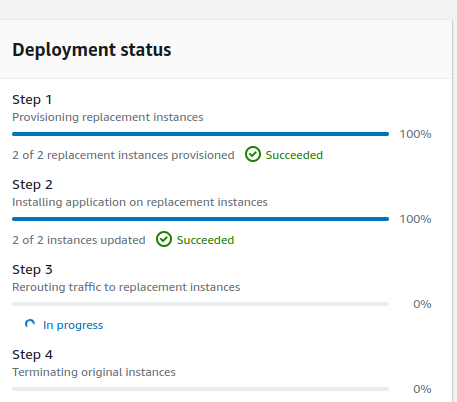 Deployment status
Step 1
Provisioning replacement instances
100%
2 of 2 replacement instances provisioned Succeeded
Step 2
Installing application on replacement instances
100%
2 of 2 instances updated Succeeded
Step 3
Rerouting traffic to replacement instances
0%
In progress
Step 4
Terminating original instances
0%